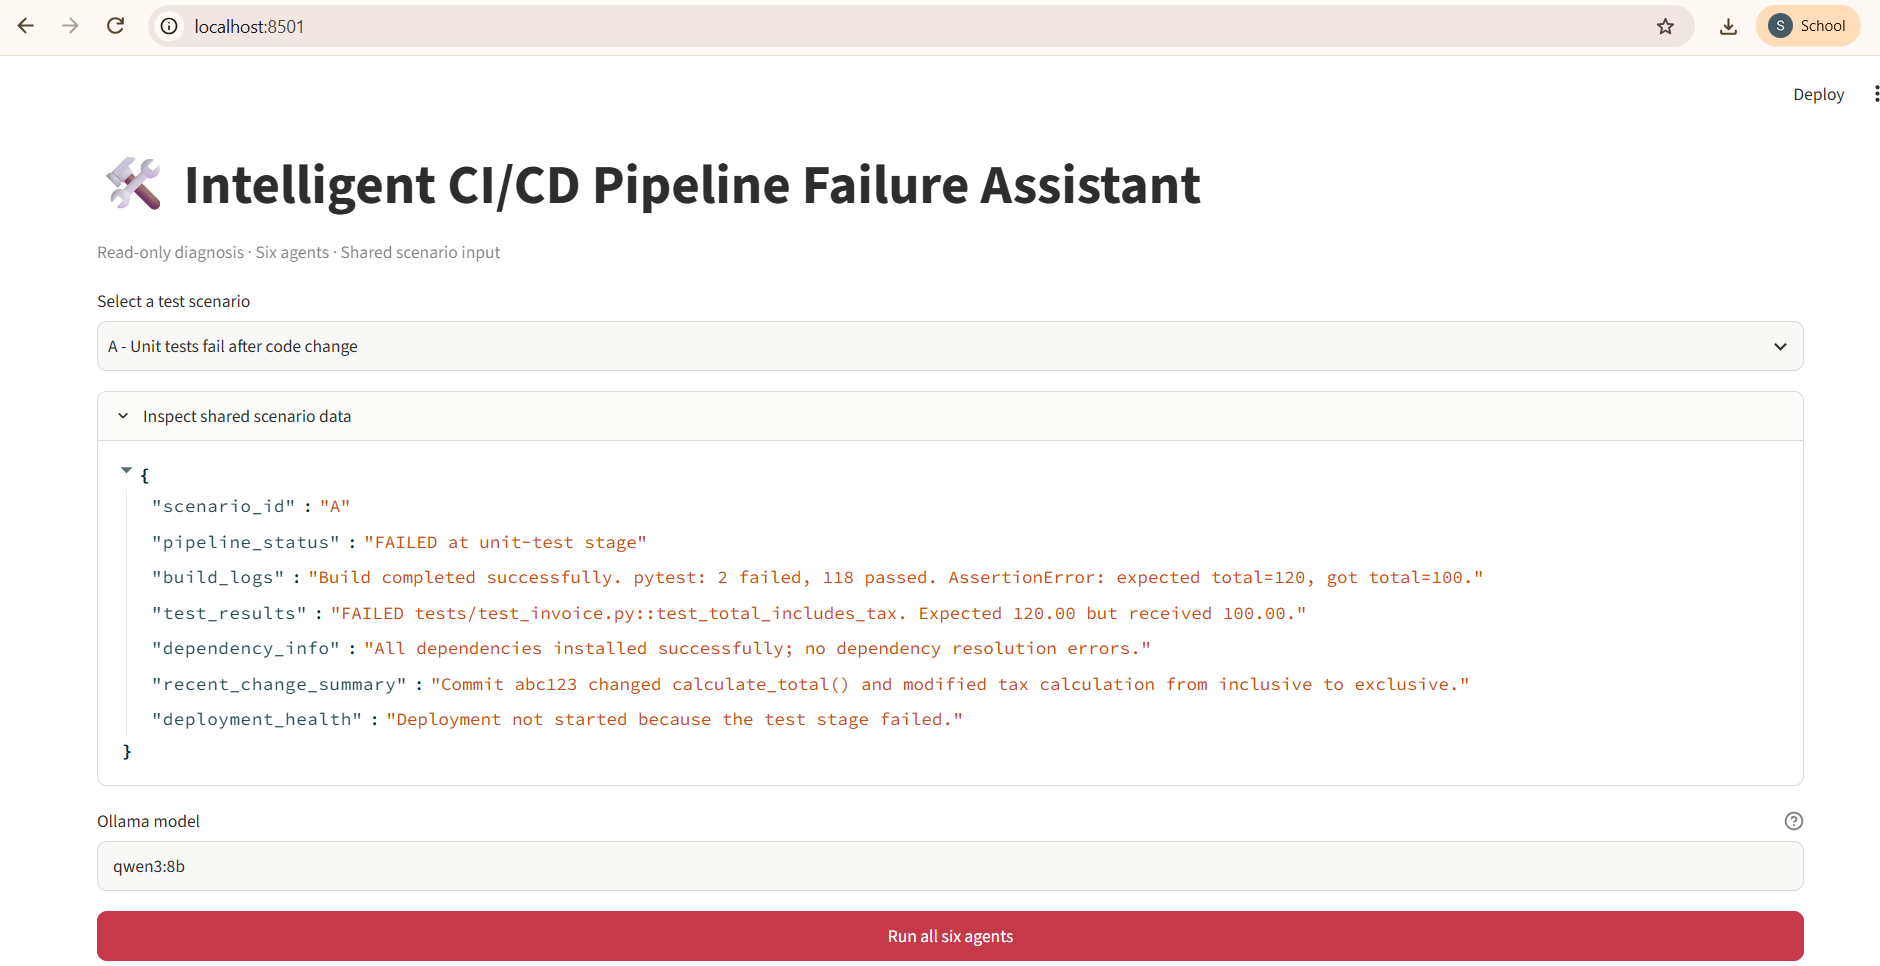 localhost:8501
S School
Deploy
Intelligent CI/CD Pipeline Failure Assistant
Read-only diagnosis · Six agents · Shared scenario input
Select a test scenario
A - Unit tests fail after code change
Inspect shared scenario data
{
"scenario_id" : "A"
"pipeline_status" : "FAILED at unit-test stage"
"build_logs" : "Build completed successfully. pytest: 2 failed, 118 passed. AssertionError: expected total=120, got total=100."
"test_results" : "FAILED tests/test_invoice.py::test_total_includes_tax. Expected 120.00 but received 100.00."
"dependency_info" : "All dependencies installed successfully; no dependency resolution errors."
"recent_change_summary" : "Commit abc123 changed calculate_total() and modified tax calculation from inclusive to exclusive."
"deployment_health" : "Deployment not started because the test stage failed."
}
Ollama model
qwen3:8b
Run all six agents